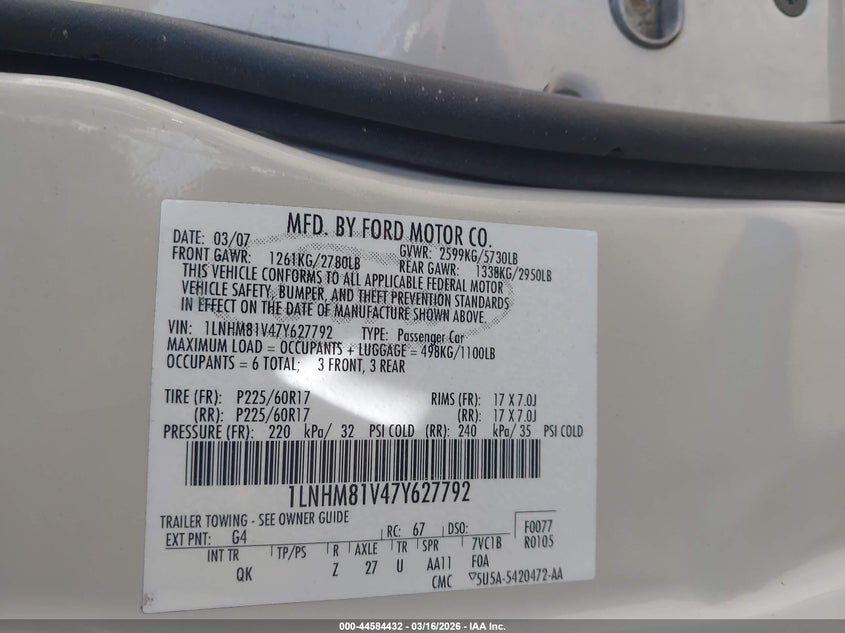 MFD. BY FORD MOTOR CO.
DATE: 03/07 GVWR: 2599KG/5730LB
FRONT GAWR: 1261KG/2780LB REAR GAWR: 1338KG/2950LB
THIS VEHICLE CONFORMS TO ALL APPLICABLE FEDERAL MOTOR
VEHICLE SAFETY, BUMPER, AND THEFT PREVENTION STANDARDS
IN EFFECT ON THE DATE OF MANUFACTURE SHOWN ABOVE.
VIN: 1LNHM81V47Y627792 TYPE: Passenger Car
MAXIMUM LOAD = OCCUPANTS + LUGGAGE = 498KG/1100LB
OCCUPANTS = 6 TOTAL; 3 FRONT, 3 REAR
TIRE (FR): P225/60R17 RIMS (FR): 17 X 7.0J
(RR): P225/60R17 (RR): 17 X 7.0J
PRESSURE (FR): 220 kPa/ 32 PSI COLD (RR): 240 kPa/ 35 PSI COLD
1LNHM81V47Y627792
TRAILER TOWING - SEE OWNER GUIDE
EXT PNT: G4 RC: 67 DSO: F0077
INT TR TP/PS R AXLE TR SPR 7VC1B R0105
QK Z 27 U AA11 FOA
CMC ▽5U5A-5420472-AA
000-44584432 - 03/16/2026 - IAA Inc.